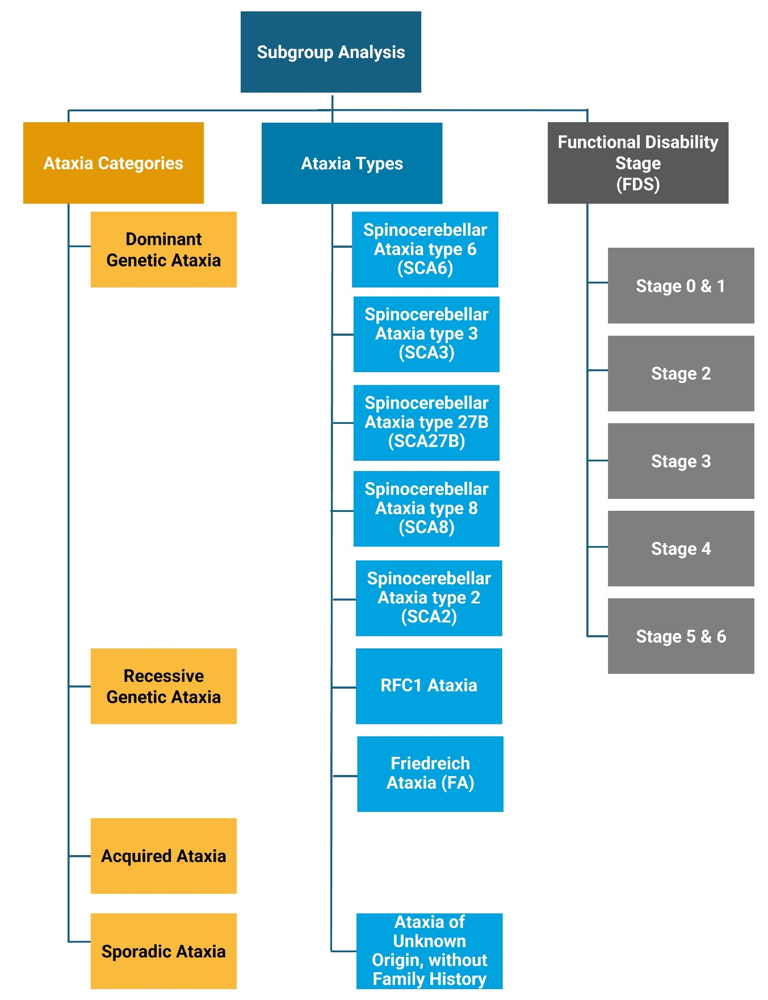 Subgroup Analysis
Ataxia Categories
Dominant
Genetic Ataxia
Recessive
Genetic Ataxia
Acquired Ataxia
Sporadic Ataxia
Ataxia Types
Spinocerebellar
Ataxia type 6
(SCA6)
Spinocerebellar
Ataxia type 3
(SCA3)
Spinocerebellar
Ataxia type 27B
(SCA27B)
Spinocerebellar
Ataxia type 8
(SCA8)
Spinocerebellar
Ataxia type 2
(SCA2)
RFC1 Ataxia
Friedreich
Ataxia (FA)
Ataxia of
Unknown
Origin, without
Family History
Functional Disability
Stage
(FDS)
Stage 0 & 1
Stage 2
Stage 3
Stage 4
Stage 5 & 6